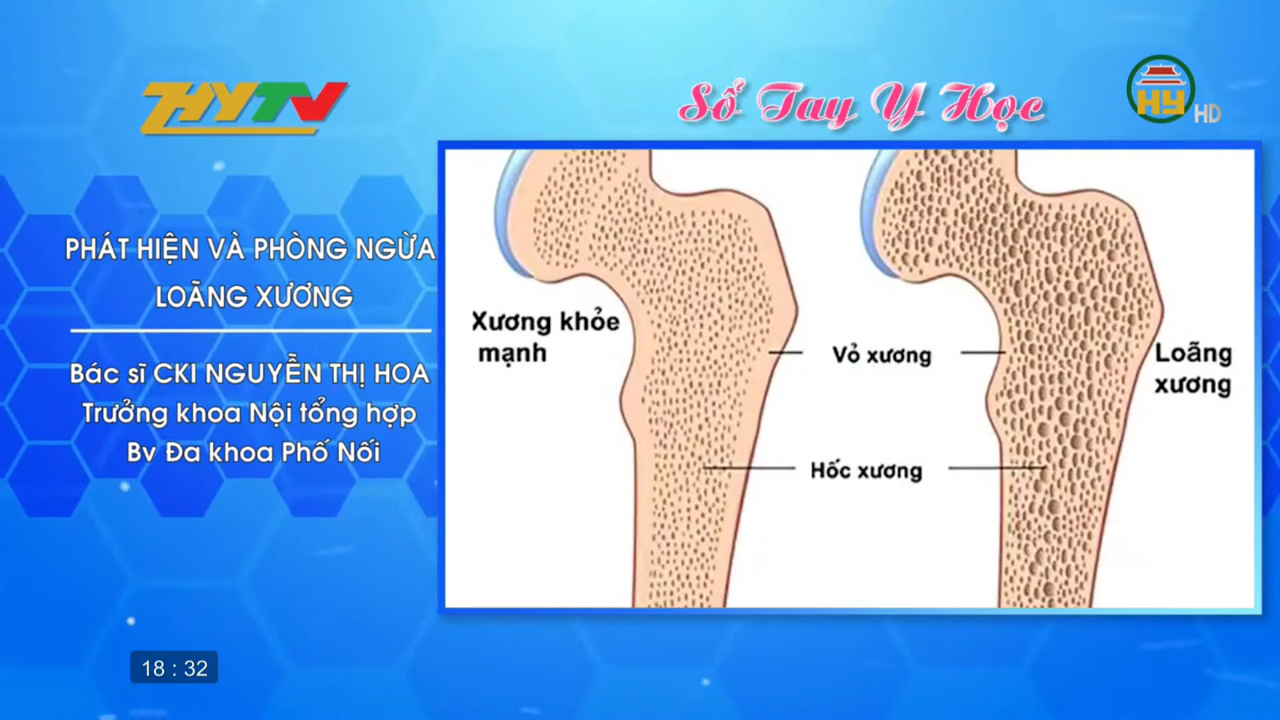 THYTV
Sổ Tay Y Học
HY HD
PHÁT HIỆN VÀ PHÒNG NGỪA
LOÃNG XƯƠNG
Bác sĩ CKI NGUYỄN THỊ HOA
Trưởng khoa Nội tổng hợp
Bv Đa khoa Phố Nối
Xương khỏe
mạnh
Vỏ xương
Loãng
xương
Hốc xương
18 : 32